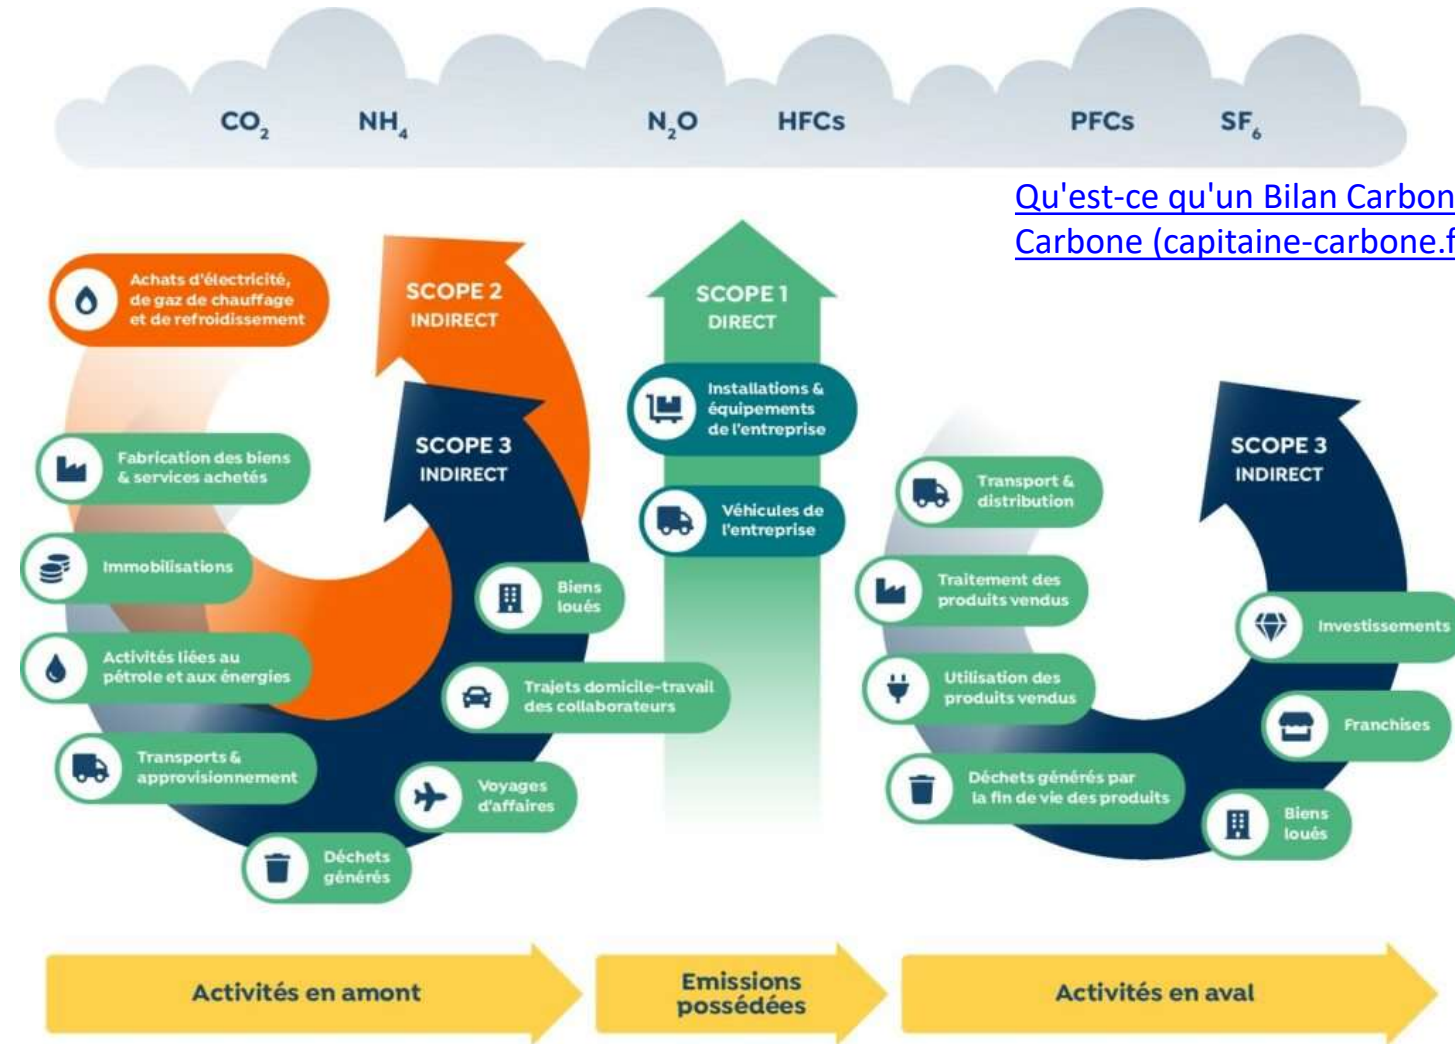 CO₂
NH₄
N₂O
HFCs
PFCs
SF₆
Qu'est-ce qu'un Bilan Carbon
Carbone (capitaine-carbone.f
Achats d'électricité,
de gaz de chauffage
et de refroidissement
SCOPE 2
INDIRECT
Fabrication des biens
& services achetés
SCOPE 3
INDIRECT
Immobilisations
Biens
loués
Activités liées au
pétrole et aux énergies
Trajets domicile-travail
des collaborateurs
Transports &
approvisionnement
Voyages
d'affaires
Déchets
générés
SCOPE 1
DIRECT
Installations &
équipements
de l'entreprise
Véhicules de
l'entreprise
SCOPE 3
INDIRECT
Transport &
distribution
Traitement des
produits vendus
Investissements
Utilisation des
produits vendus
Franchises
Déchets générés par
la fin de vie des produits
Biens
loués
Activités en amont
Emissions
possédées
Activités en aval